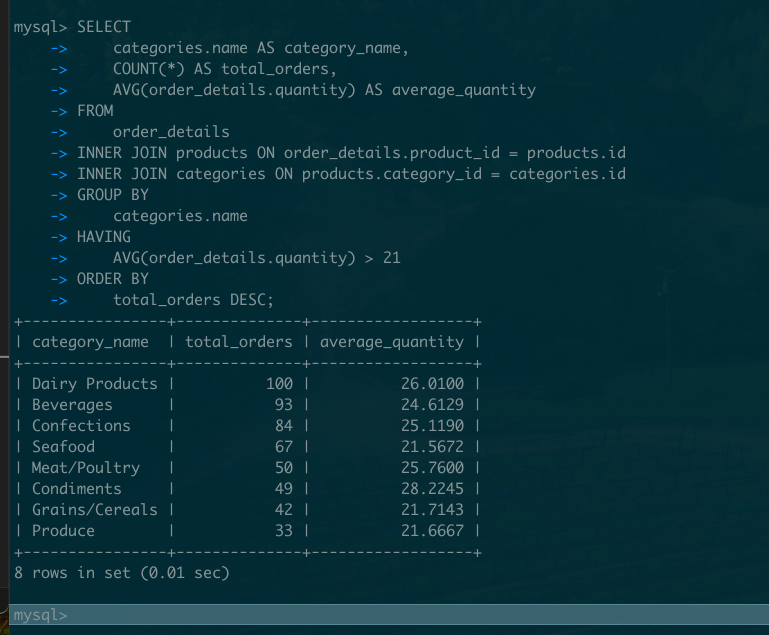 mysql> SELECT
    ->     categories.name AS category_name,
    ->     COUNT(*) AS total_orders,
    ->     AVG(order_details.quantity) AS average_quantity
    -> FROM
    ->     order_details
    -> INNER JOIN products ON order_details.product_id = products.id
    -> INNER JOIN categories ON products.category_id = categories.id
    -> GROUP BY
    ->     categories.name
    -> HAVING
    ->     AVG(order_details.quantity) > 21
    -> ORDER BY
    ->     total_orders DESC;
+----------------+--------------+------------------+
| category_name  | total_orders | average_quantity |
+----------------+--------------+------------------+
| Dairy Products |          100 |          26.0100 |
| Beverages      |           93 |          24.6129 |
| Confections    |           84 |          25.1190 |
| Seafood        |           67 |          21.5672 |
| Meat/Poultry   |           50 |          25.7600 |
| Condiments     |           49 |          28.2245 |
| Grains/Cereals |           42 |          21.7143 |
| Produce        |           33 |          21.6667 |
+----------------+--------------+------------------+
8 rows in set (0.01 sec)
mysql>